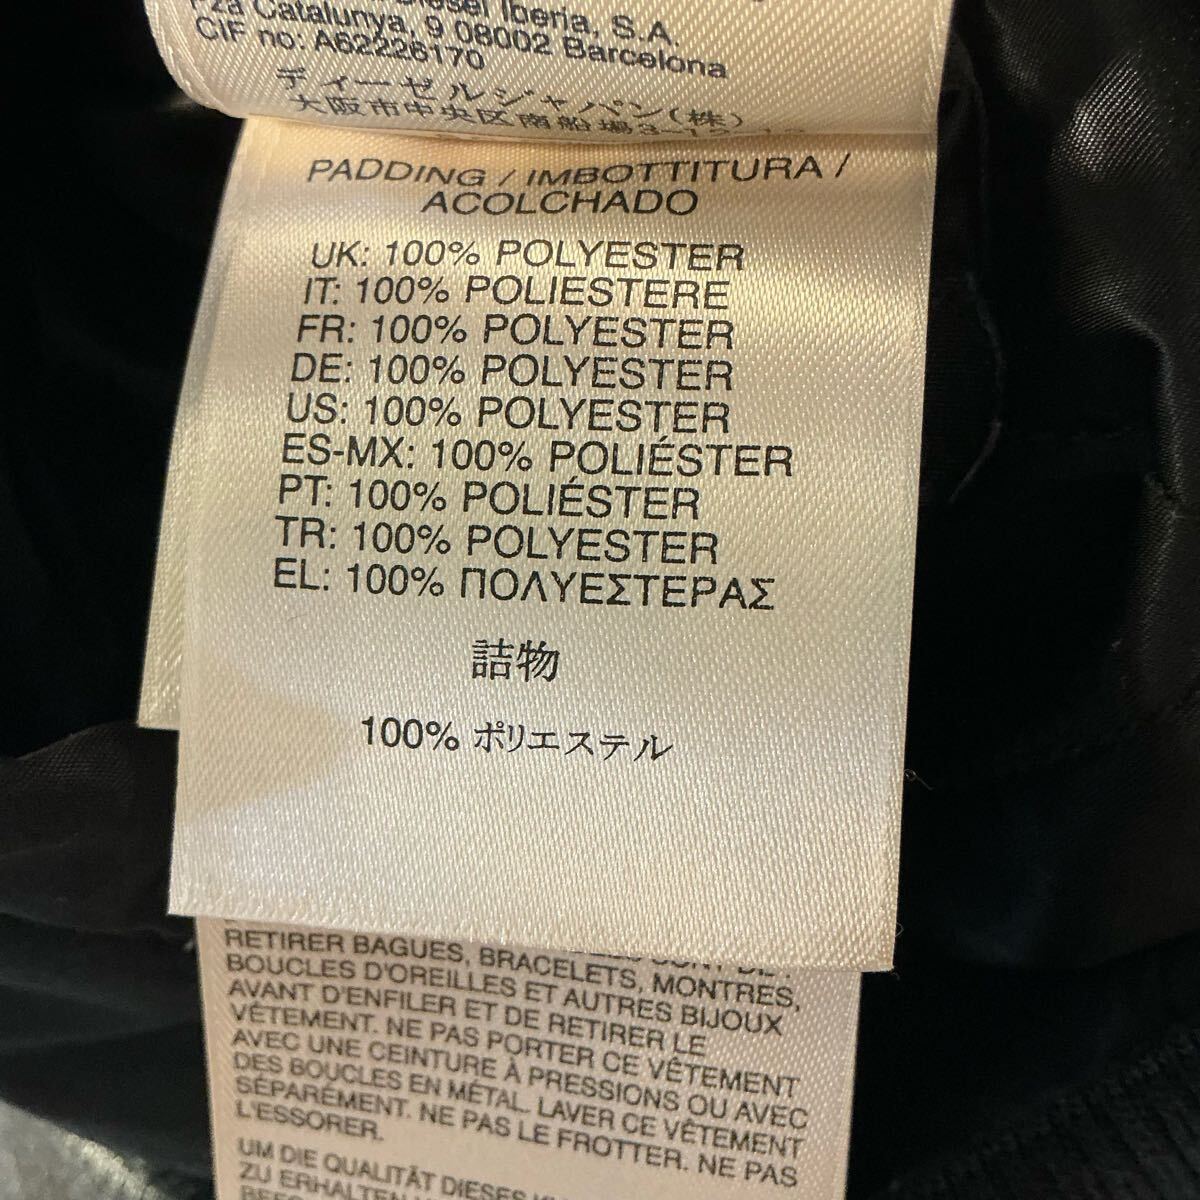 Diesel Iberia, S.A.
Pza Catalunya, 9 08002 Barcelona
CIF no: A62226170
ディーゼルジャパン(株)
大阪市中央区南船場3-12-12
PADDING / IMBOTTITURA /
ACOLCHADO
UK: 100% POLYESTER
IT: 100% POLIESTERE
FR: 100% POLYESTER
DE: 100% POLYESTER
US: 100% POLYESTER
ES-MX: 100% POLIÉSTER
PT: 100% POLIÉSTER
TR: 100% POLYESTER
EL: 100% ΠΟΛΥΕΣΤΕΡΑΣ
詰物
100% ポリエステル
RETIRER BAGUES, BRACELETS, MONTRES,
BOUCLES D'OREILLES ET AUTRES BIJOUX
AVANT D'ENFILER ET DE RETIRER LE
VÊTEMENT. NE PAS PORTER CE VÊTEMENT
AVEC UNE CEINTURE À PRESSIONS OU AVEC
DES BOUCLES EN MÉTAL. LAVER CE VÊTEMENT
SÉPARÉMENT. NE PAS LE FROTTER. NE PAS
L'ESSORER.
UM DIE QUALITÄT DIESES
ZU ERHALTEN